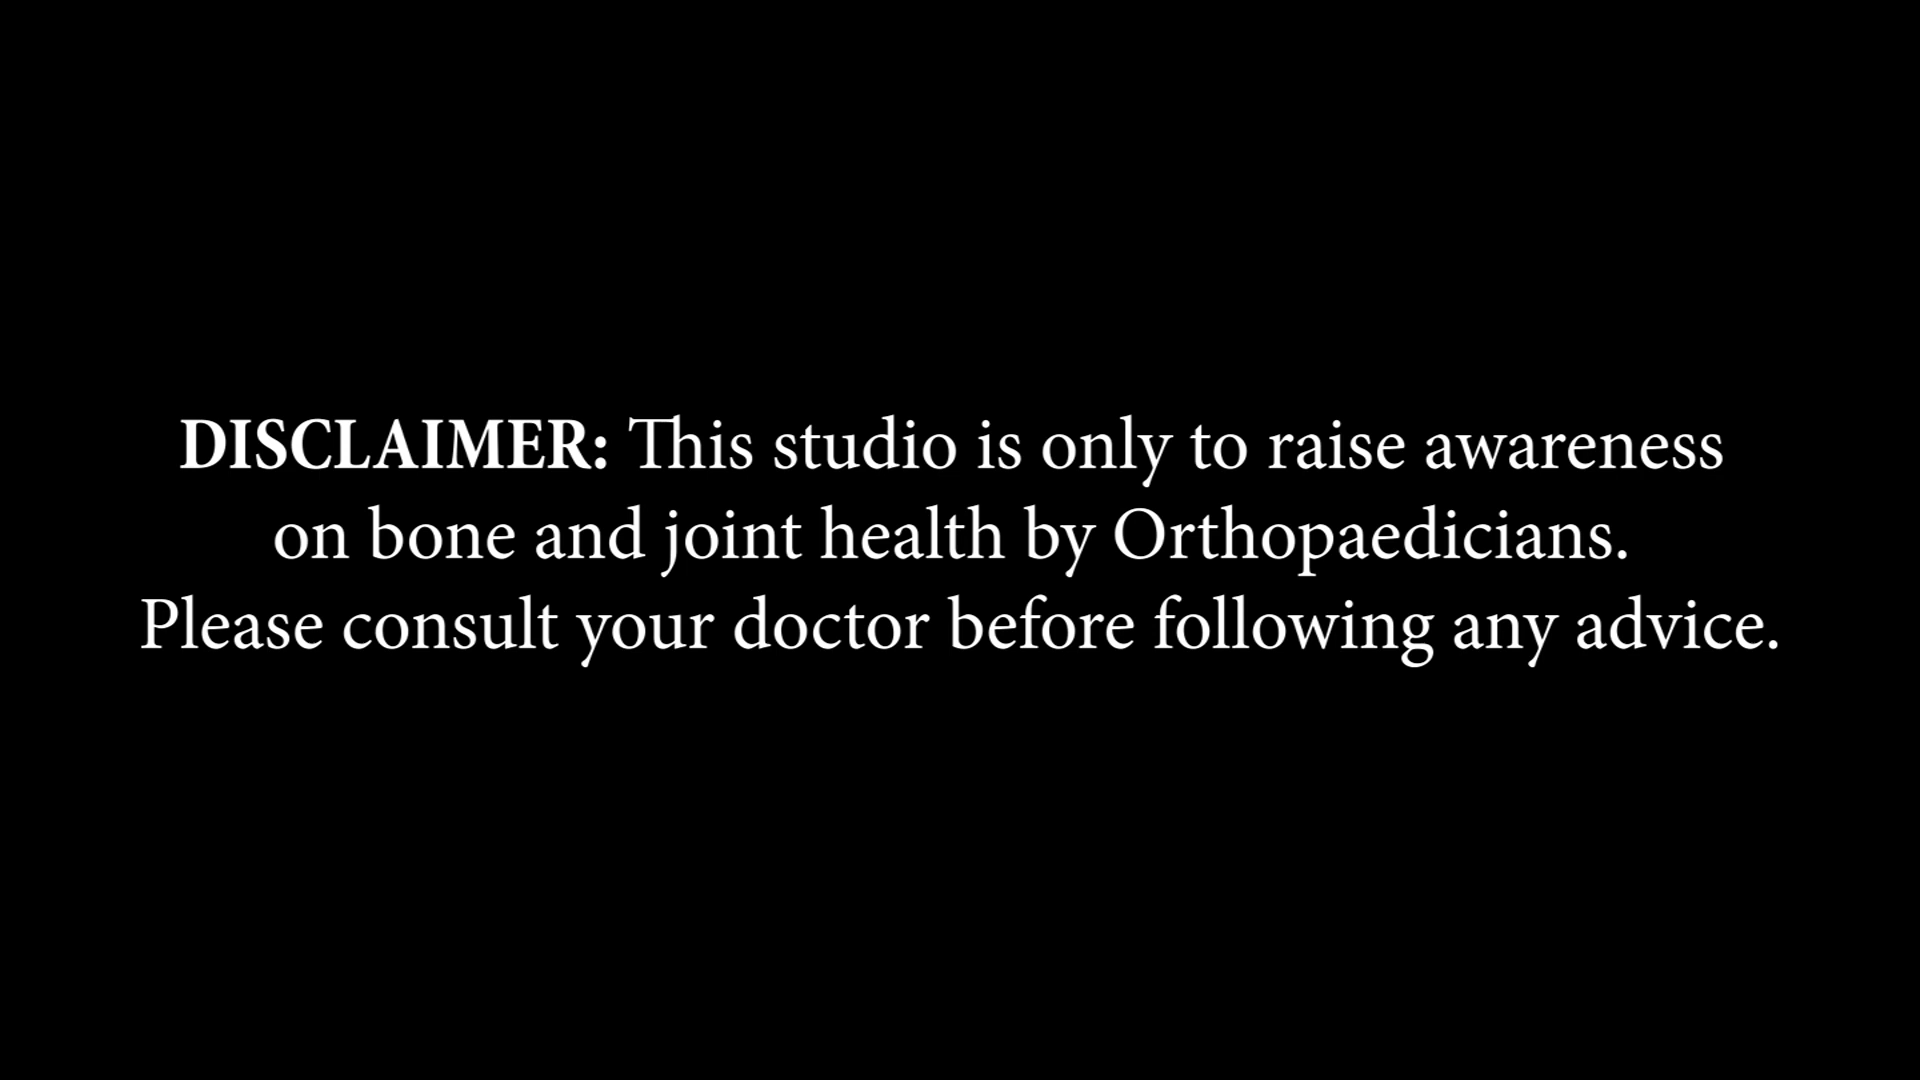 DISCLAIMER: This studio is only to raise awareness
on bone and joint health by Orthopaedicians.
Please consult your doctor before following any advice.